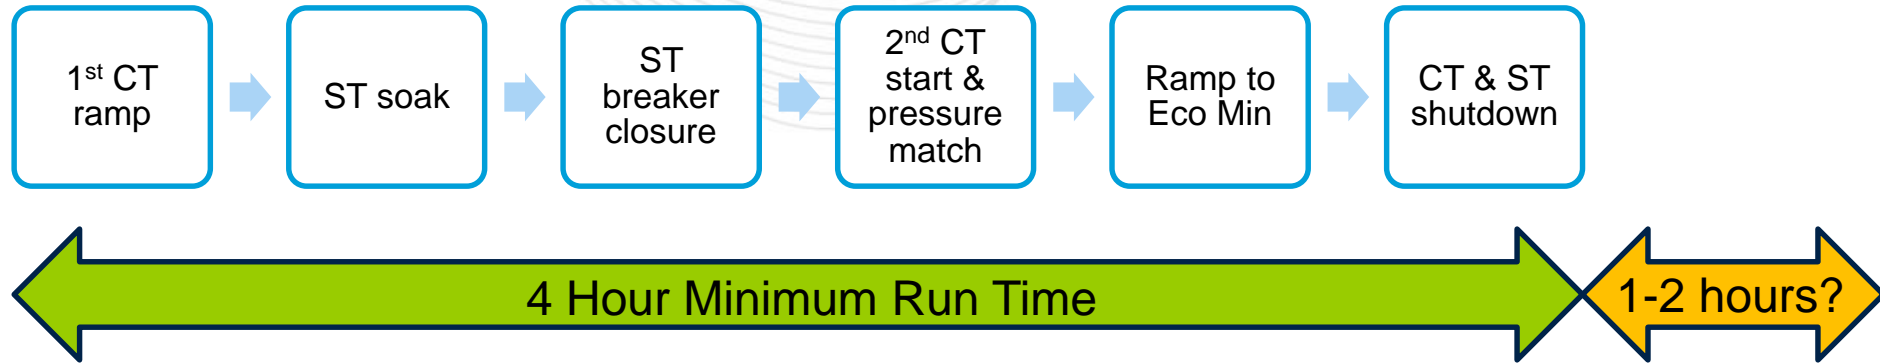 1st CT
ramp
ST soak
ST
breaker
closure
2nd CT
start &
pressure
match
Ramp to
Eco Min
CT & ST
shutdown
4 Hour Minimum Run Time
1-2 hours?